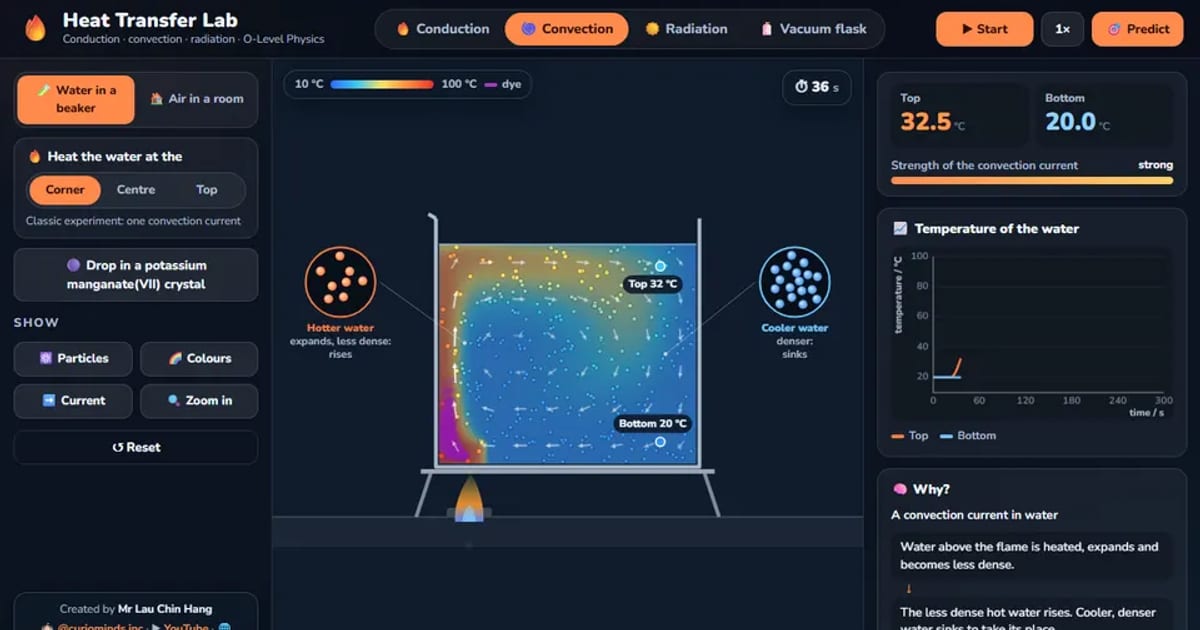 Heat Transfer Lab
Conduction · convection · radiation · O-Level Physics
Conduction
Convection
Radiation
Vacuum flask
▶ Start
1×
Predict
Water in a
beaker
Air in a room
Heat the water at the
Corner
Centre
Top
Classic experiment: one convection current
Drop in a potassium
manganate(VII) crystal
SHOW
Particles
Colours
Current
Zoom in
↺ Reset
Created by Mr Lau Chin Hang
@curiominds.inc · ▶ YouTube ·
10 °C
100 °C
dye
36 s
Hotter water
expands, less dense:
rises
Top 32 °C
Bottom 20 °C
Cooler water
denser:
sinks
Top
32.5 °C
Bottom
20.0 °C
Strength of the convection current
strong
Temperature of the water
temperature / °C
100
80
60
40
20
0
60
120
180
240
300
time / s
Top
Bottom
Why?
A convection current in water
Water above the flame is heated, expands and
becomes less dense.
↓
The less dense hot water rises. Cooler, denser
water sinks to take its place.